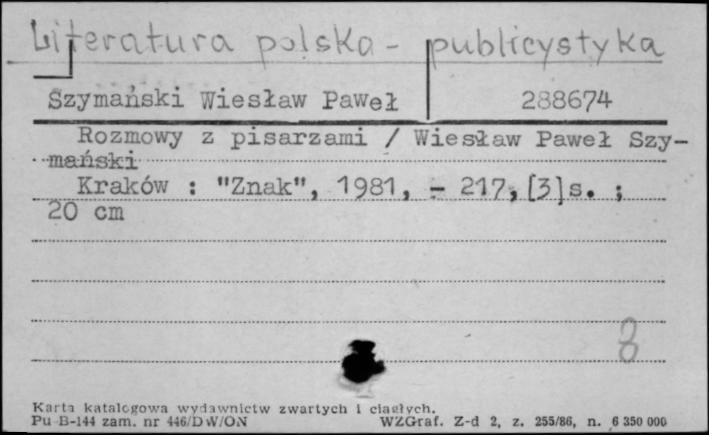 Literatura polska - publicystyka
Szymański Wiesław Paweł 288674
Rozmowy z pisarzami / Wiesław Paweł Szy-
mański
Kraków : "Znak", 1981, - 217, [3]s. ;
20 cm
8
Karta katalogowa wydawnictw zwartych i ciągłych.
Pu-B-144 zam. nr 446/DW/ON WZGraf. Z-d 2, z. 255/86, n. 6 350 000